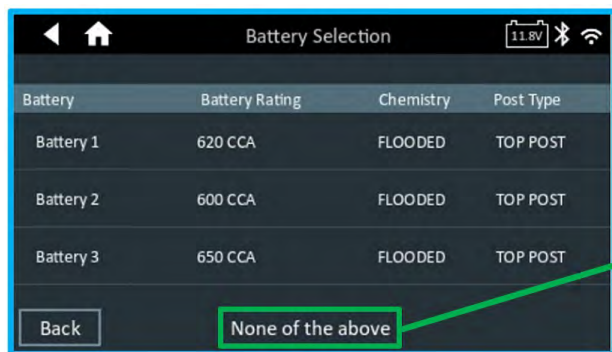 Battery Selection 11.8V
Battery Battery Rating Chemistry Post Type
Battery 1 620 CCA FLOODED TOP POST
Battery 2 600 CCA FLOODED TOP POST
Battery 3 650 CCA FLOODED TOP POST
Back None of the above